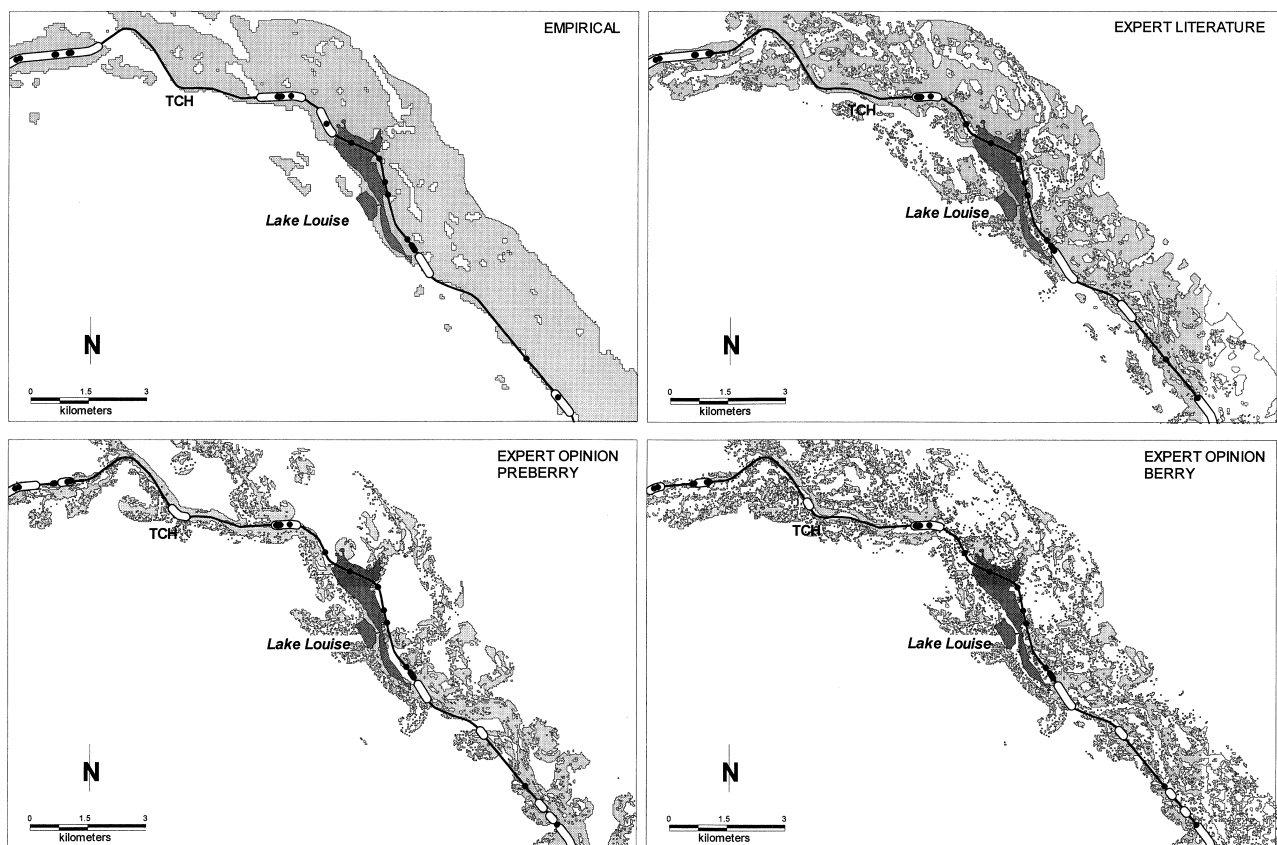 EMPIRICAL
TCH
Lake Louise
N
0 1.5 3
kilometers
EXPERT LITERATURE
TCH
Lake Louise
N
0 1.5 3
kilometers
EXPERT OPINION
PREBERRY
TCH
Lake Louise
N
0 1.5 3
kilometers
EXPERT OPINION
BERRY
TCH
Lake Louise
N
0 1.5 3
kilometers